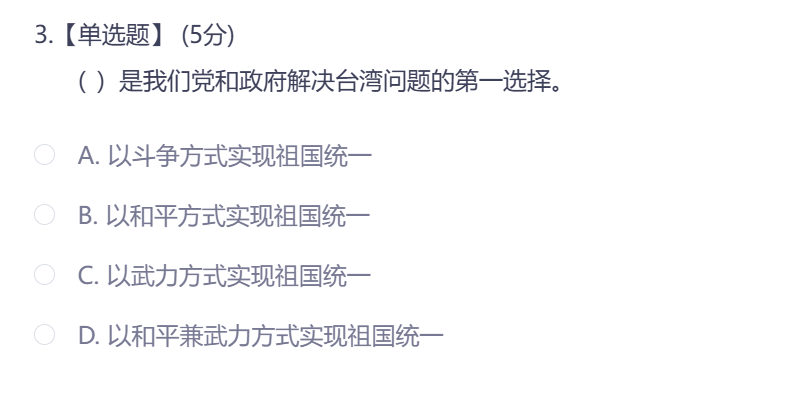 3.【单选题】 (5分)
（ ）是我们党和政府解决台湾问题的第一选择。
A. 以斗争方式实现祖国统一
B. 以和平方式实现祖国统一
C. 以武力方式实现祖国统一
D. 以和平兼武力方式实现祖国统一